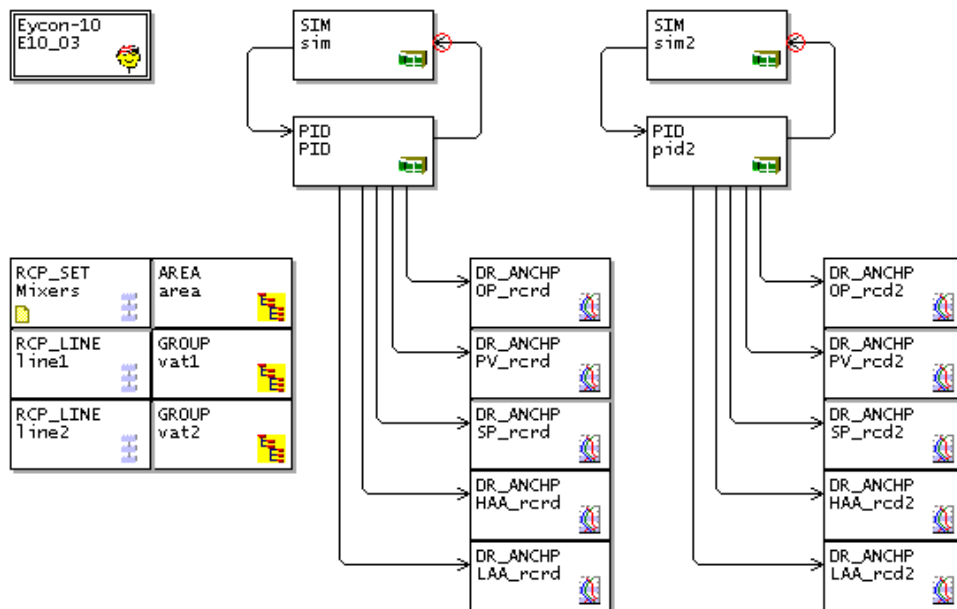 Eycon-10
E10_03
SIM
sim
SIM
sim2
PID
PID
PID
pid2
RCP_SET
Mixers
AREA
area
RCP_LINE
line1
GROUP
vat1
RCP_LINE
line2
GROUP
vat2
DR_ANCHP
OP_rcrd
DR_ANCHP
PV_rcrd
DR_ANCHP
SP_rcrd
DR_ANCHP
HAA_rcrd
DR_ANCHP
LAA_rcrd
DR_ANCHP
OP_rcd2
DR_ANCHP
PV_rcd2
DR_ANCHP
SP_rcd2
DR_ANCHP
HAA_rcd2
DR_ANCHP
LAA_rcd2